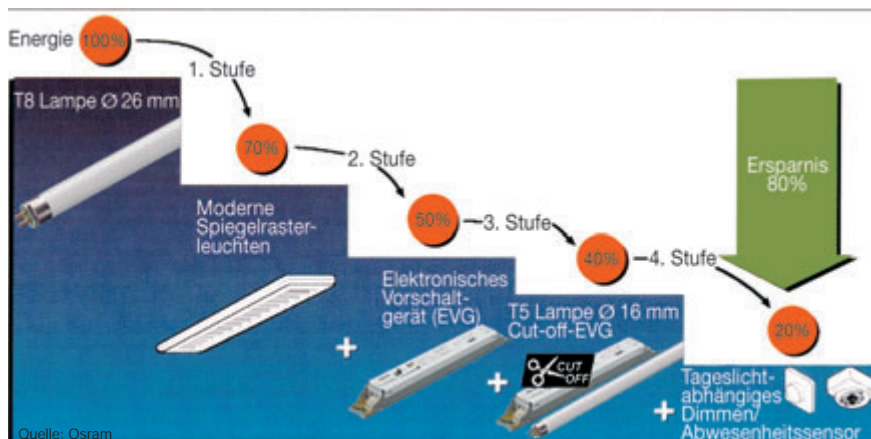 Energie 100%
1. Stufe
T8 Lampe Ø 26 mm
70%
2. Stufe
Moderne
Spiegelraster-
leuchten
50%
3. Stufe
Elektronisches
Vorschalt-
gerät (EVG)
40%
4. Stufe
T5 Lampe Ø 16 mm
Cut-off-EVG
CUT
OFF
Ersparnis
80%
20%
Tageslicht-
abhängiges
Dimmen/
Abwesenheitssensor
+
+
+
Quelle: Osram